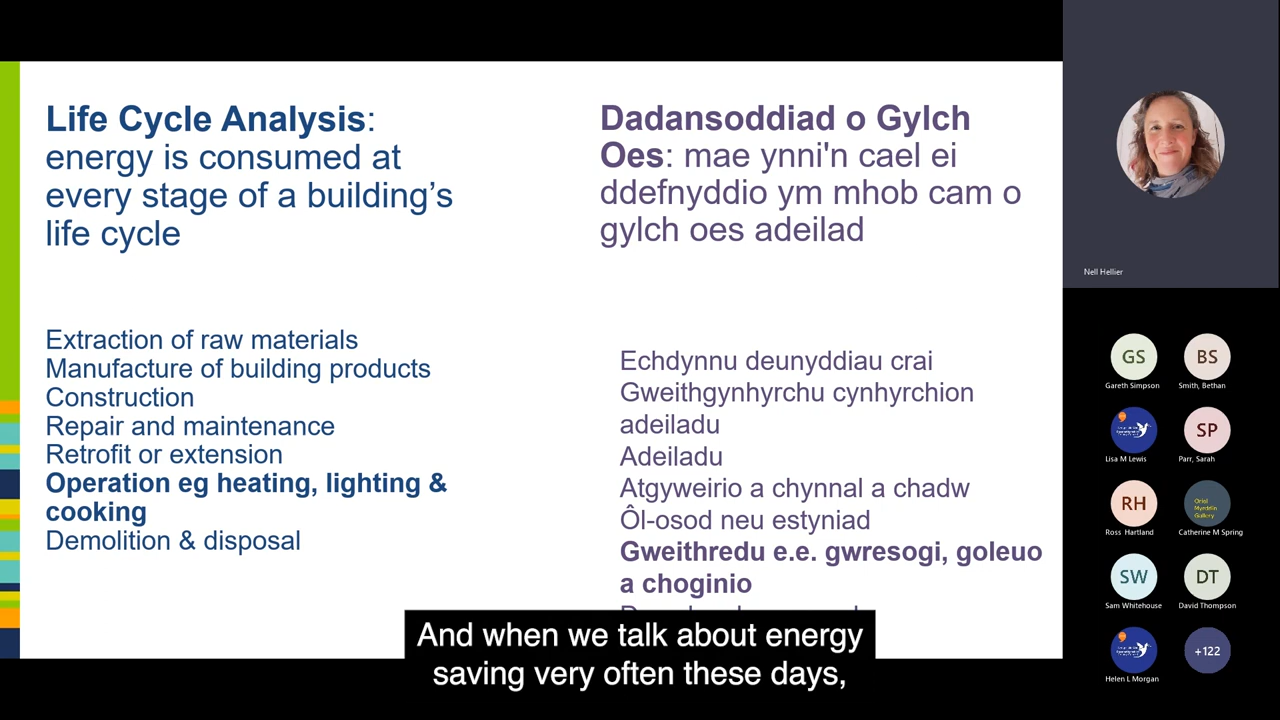 Life Cycle Analysis:
energy is consumed at
every stage of a building’s
life cycle
Extraction of raw materials
Manufacture of building products
Construction
Repair and maintenance
Retrofit or extension
Operation eg heating, lighting &
cooking
Demolition & disposal
Dadansoddiad o Gylch
Oes: mae ynni'n cael ei
ddefnyddio ym mhob cam o
gylch oes adeilad
Echdynnu deunyddiau crai
Gweithgynhyrchu cynhyrchion
adeiladu
Adeiladu
Atgyweirio a chynnal a chadw
Ôl-osod neu estyniad
Gweithredu e.e. gwresogi, goleuo
a choginio
And when we talk about energy
saving very often these days,
Nell Hellier
GS
Gareth Simpson
BS
Smith, Bethan
Lisa M Lewis
SP
Parr, Sarah
RH
Ross Hartland
Oriel
Myrddin
Gallery
Catherine M Spring
SW
Sam Whitehouse
DT
David Thompson
Helen L Morgan
+122